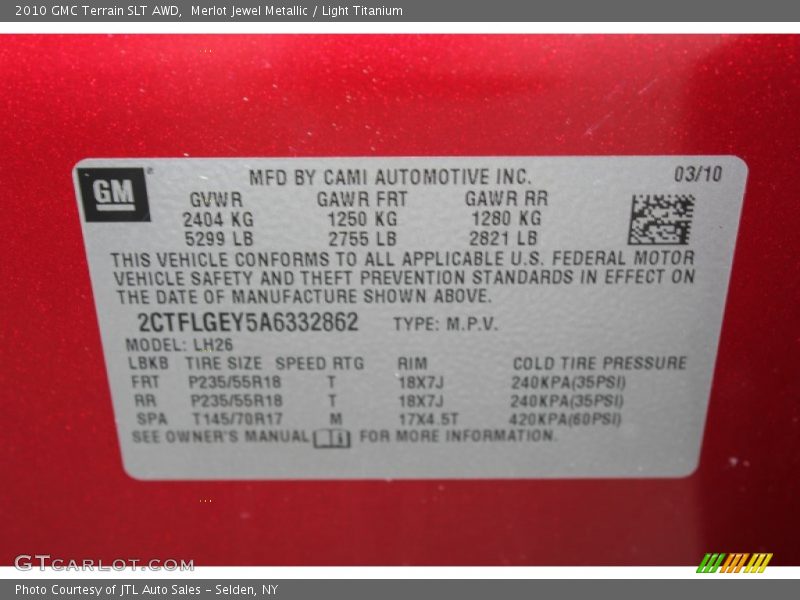 2010 GMC Terrain SLT AWD,  Merlot Jewel Metallic / Light Titanium
GM
MFD BY CAMI AUTOMOTIVE INC. 03/10
GVWR GAWR FRT GAWR RR
2404 KG 1250 KG 1280 KG
5299 LB 2755 LB 2821 LB
THIS VEHICLE CONFORMS TO ALL APPLICABLE U.S. FEDERAL MOTOR
VEHICLE SAFETY AND THEFT PREVENTION STANDARDS IN EFFECT ON
THE DATE OF MANUFACTURE SHOWN ABOVE.
2CTFLGEY5A6332862 TYPE: M.P.V.
MODEL: LH26
LBKB TIRE SIZE SPEED RTG RIM COLD TIRE PRESSURE
FRT P235/55R18 T 18X7J 240KPA(35PSI)
RR P235/55R18 T 18X7J 240KPA(35PSI)
SPA T145/70R17 M 17X4.5T 420KPA(60PSI)
SEE OWNER'S MANUAL FOR MORE INFORMATION.
GTCARLOT.COM
Photo Courtesy of JTL Auto Sales - Selden, NY